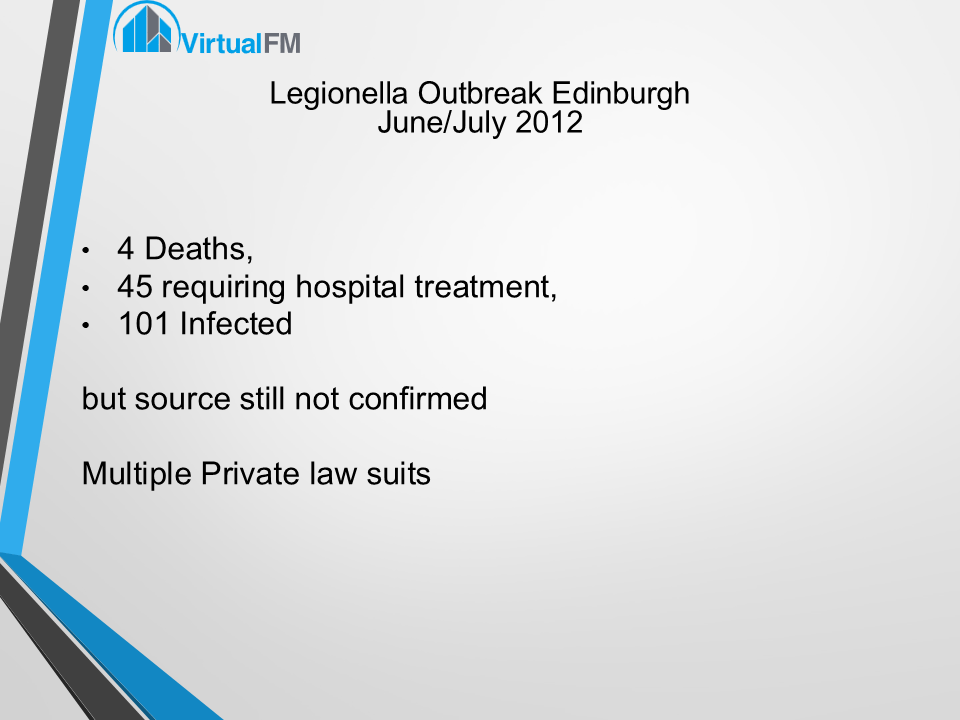 VirtualFM
Legionella Outbreak Edinburgh
June/July 2012
• 4 Deaths,
• 45 requiring hospital treatment,
• 101 Infected
but source still not confirmed
Multiple Private law suits